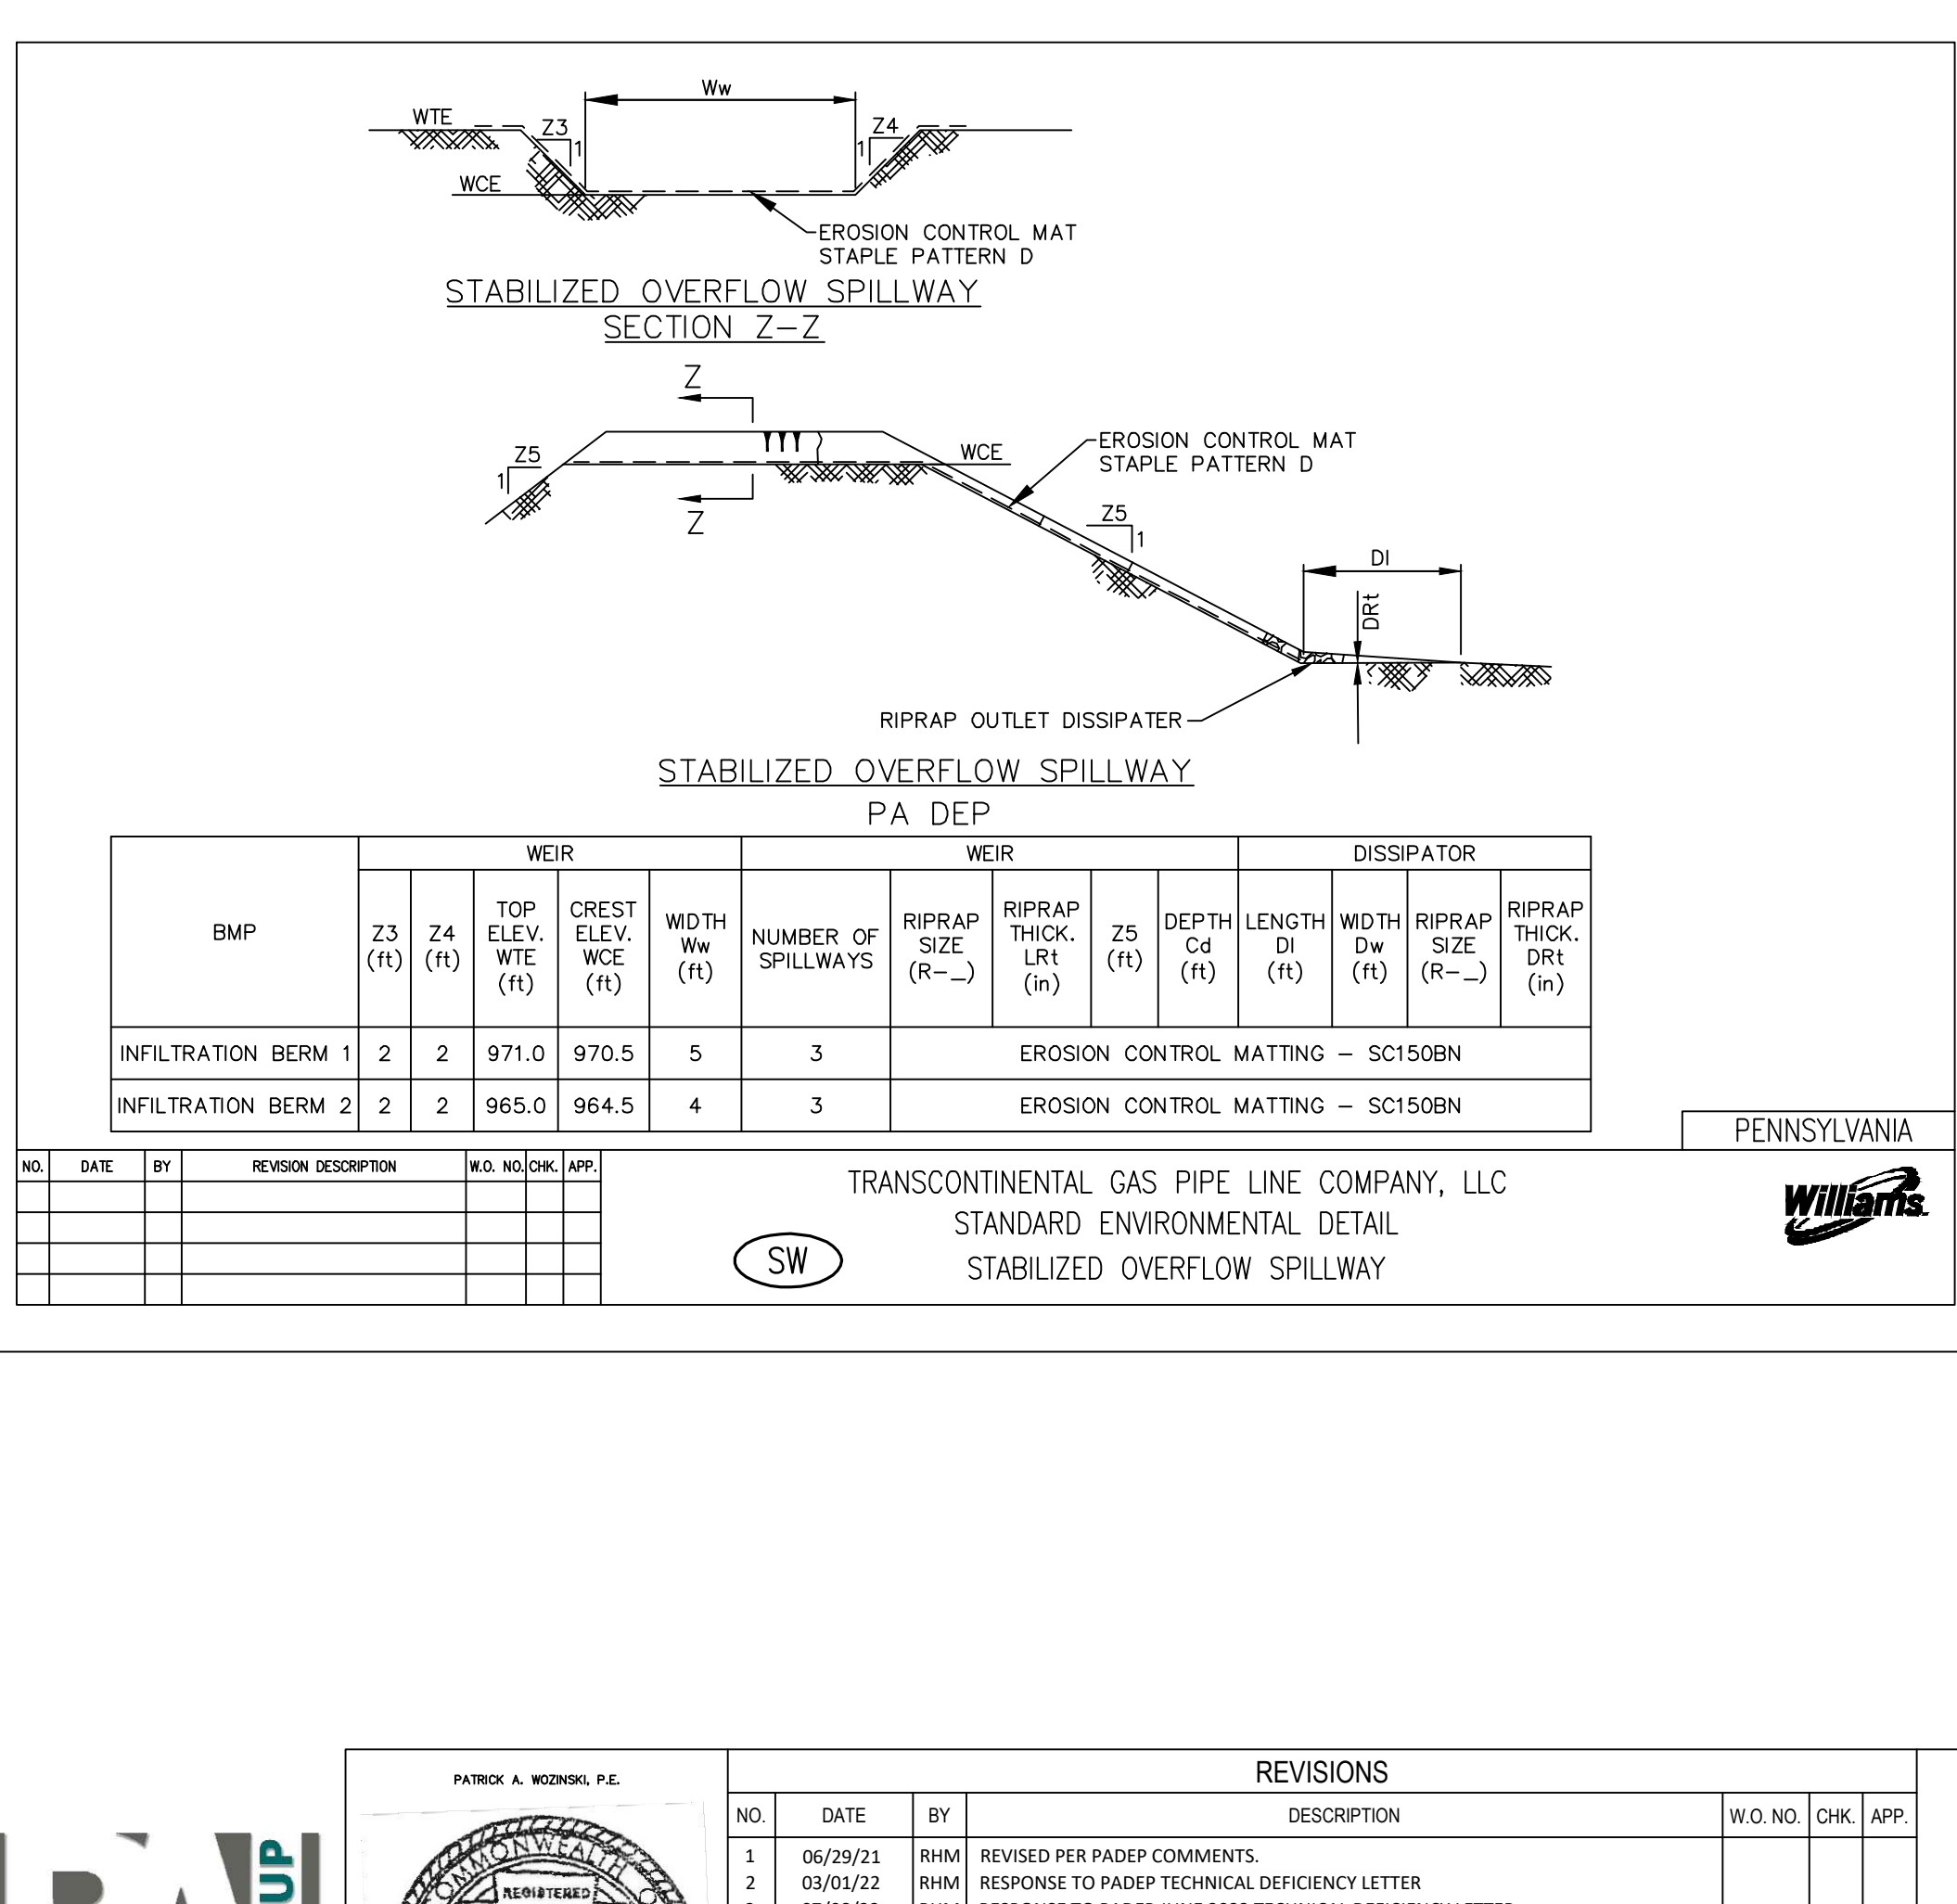 Ww
WTE
Z3
1
Z4
1
WCE
EROSION CONTROL MAT
STAPLE PATTERN D
STABILIZED OVERFLOW SPILLWAY
SECTION Z-Z
Z
Z5
1
WCE
EROSION CONTROL MAT
STAPLE PATTERN D
Z
Z5
1
DI
DRt
RIPRAP OUTLET DISSIPATER
STABILIZED OVERFLOW SPILLWAY
PA DEP
WEIR WEIR DISSIPATOR
BMP Z3 (ft) Z4 (ft) TOP ELEV. WTE (ft) CREST ELEV. WCE (ft) WIDTH Ww (ft) NUMBER OF SPILLWAYS RIPRAP SIZE (R-_) RIPRAP THICK. LRt (in) Z5 (ft) DEPTH Cd (ft) LENGTH DI (ft) WIDTH Dw (ft) RIPRAP SIZE (R-_) RIPRAP THICK. DRt (in)
INFILTRATION BERM 1 2 2 971.0 970.5 5 3 EROSION CONTROL MATTING - SC150BN
INFILTRATION BERM 2 2 2 965.0 964.5 4 3 EROSION CONTROL MATTING - SC150BN
PENNSYLVANIA
NO. DATE BY REVISION DESCRIPTION W.O. NO. CHK. APP.
TRANSCONTINENTAL GAS PIPE LINE COMPANY, LLC
STANDARD ENVIRONMENTAL DETAIL
SW
STABILIZED OVERFLOW SPILLWAY
Williams
UP
PATRICK A. WOZINSKI, P.E.
COMMONWEALTH
REGISTERED
REVISIONS
NO. DATE BY DESCRIPTION W.O. NO. CHK. APP.
1 06/29/21 RHM REVISED PER PADEP COMMENTS.
2 03/01/22 RHM RESPONSE TO PADEP TECHNICAL DEFICIENCY LETTER